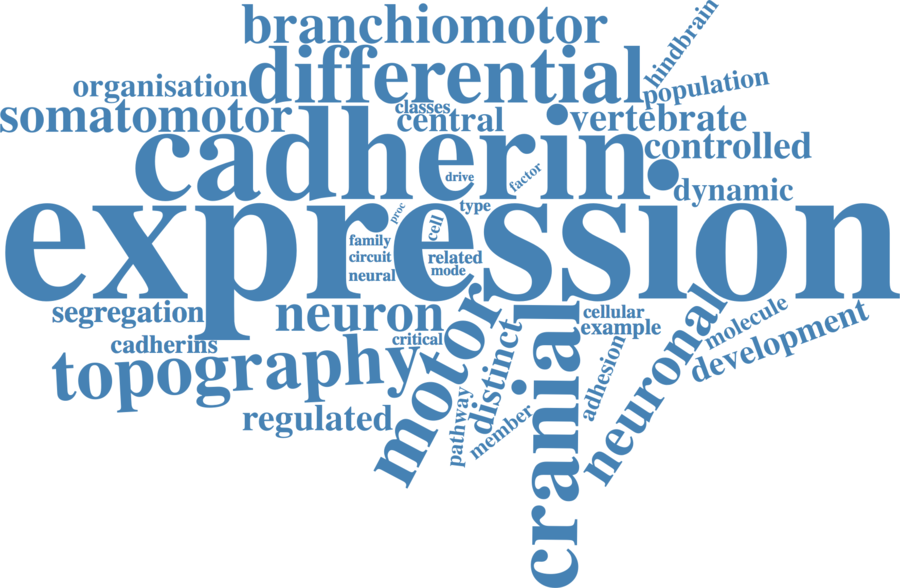 branchiomotor
hindbrain
differential
organisation
population
somatomotor
classes
central
vertebrate
cadherin
controlled
drive
factor
dynamic
expression
proc
type
cell
family
circuit
related
neural
mode
segregation
neuron
motor
cellular
example
molecule
cadherins
critical
development
topography
distinct
cranial
adhesion
neuronal
regulated
pathway
member